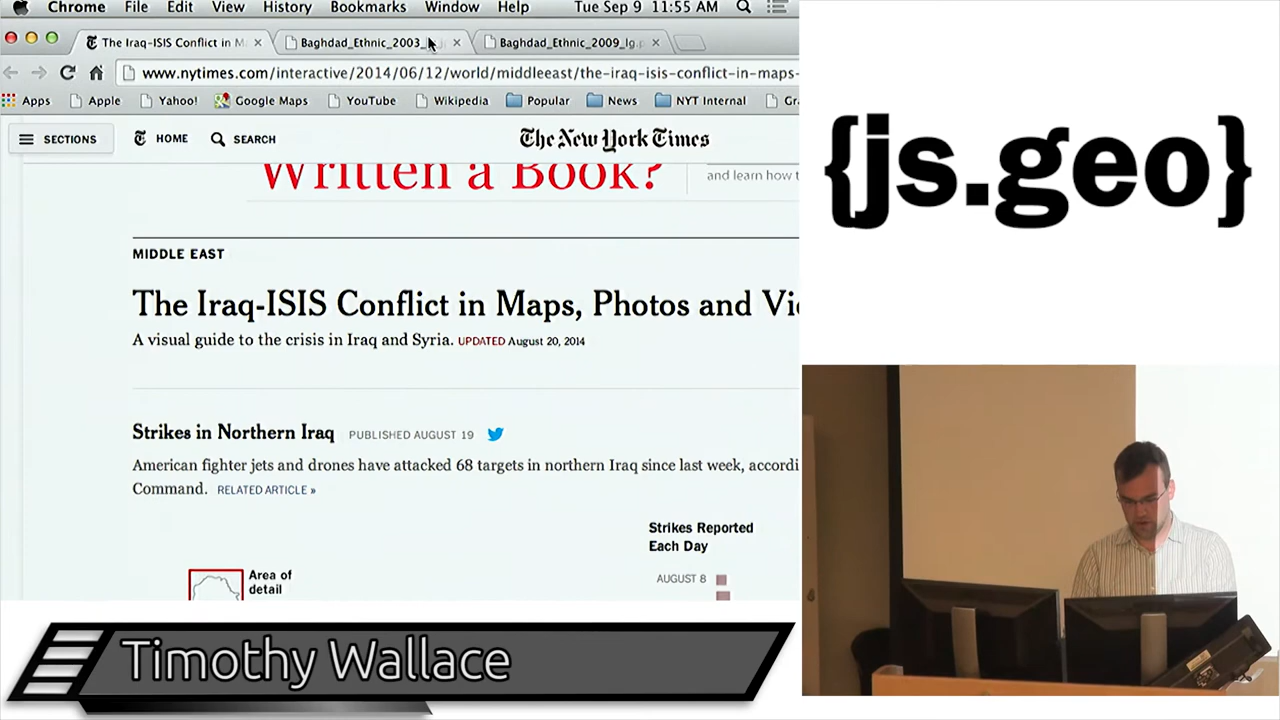 Chrome File Edit View History Bookmarks Window Help Tue Sep 9 11:55 AM
The Iraq-ISIS Conflict in M
Baghdad_Ethnic_2003_
Baghdad_Ethnic_2009_lg.
www.nytimes.com/interactive/2014/06/12/world/middleeast/the-iraq-isis-conflict-in-maps-
Apps Apple Yahoo! Google Maps YouTube Wikipedia Popular News NYT Internal Gr
SECTIONS HOME SEARCH The New York Times
Written a Book?
and learn how t
MIDDLE EAST
The Iraq-ISIS Conflict in Maps, Photos and Vi
A visual guide to the crisis in Iraq and Syria. UPDATED August 20, 2014
Strikes in Northern Iraq PUBLISHED AUGUST 19
American fighter jets and drones have attacked 68 targets in northern Iraq since last week, accordi
Command. RELATED ARTICLE »
Strikes Reported
Each Day
Area of
detail
AUGUST 8
{js.geo}
Timothy Wallace